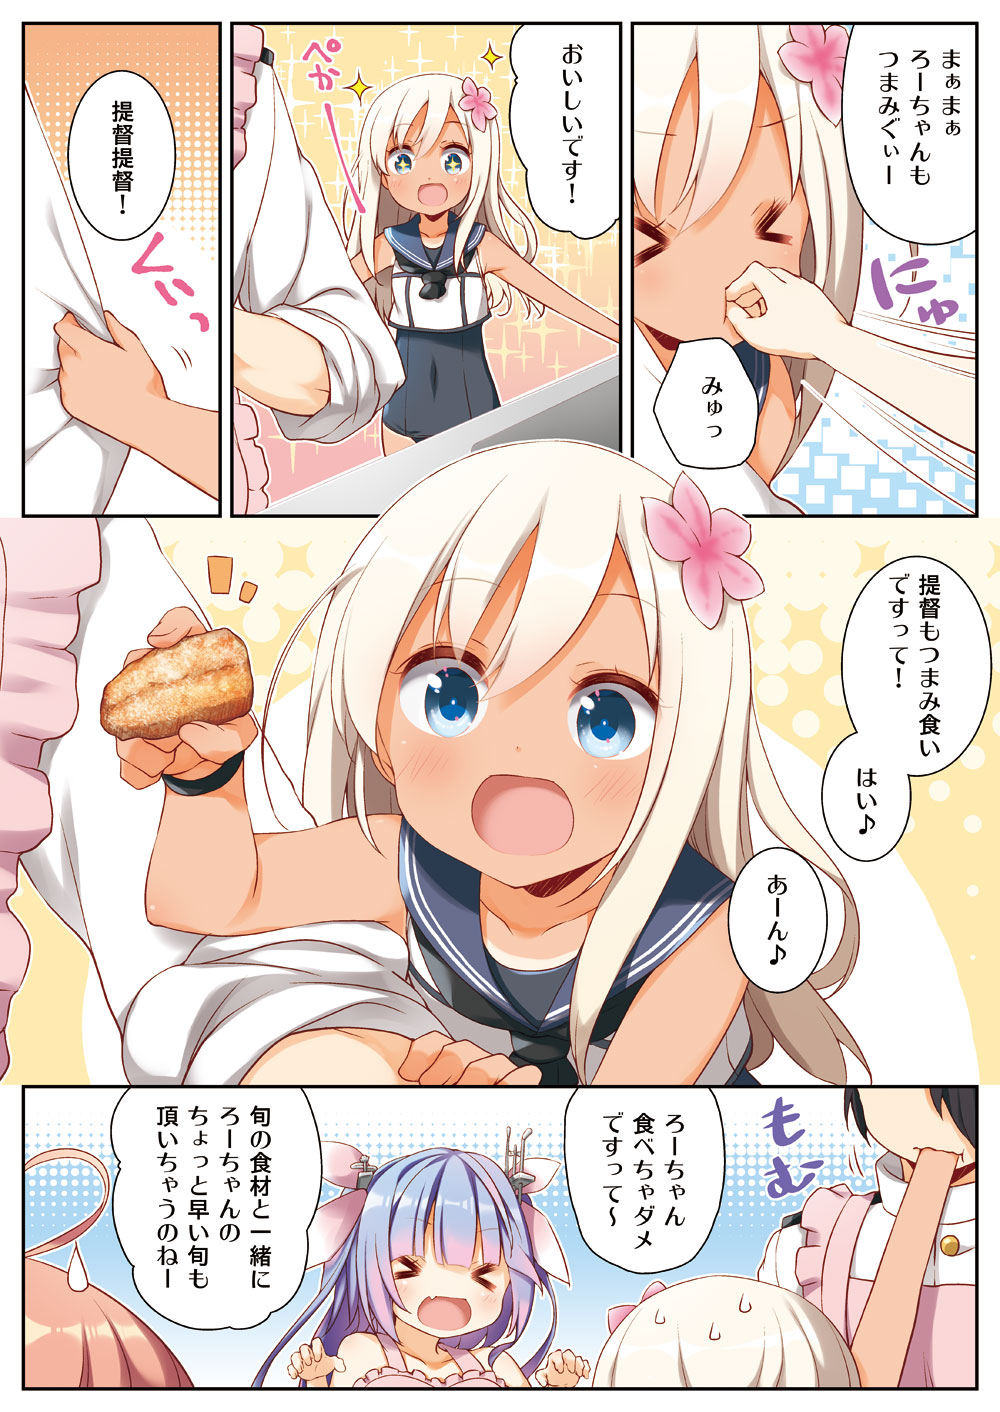 まぁまぁ
ろーちゃんも
つまみぐぃー
にゅ
みゅっ
おいしいです！
ぺかー
提督提督！
くいっ
提督もつまみ食い
ですって！
はい♪
あーん♪
もむ
ろーちゃん
食べちゃダメ
ですって～
旬の食材と一緒に
ろーちゃんの
ちょっと早い旬も
頂いちゃうのねー